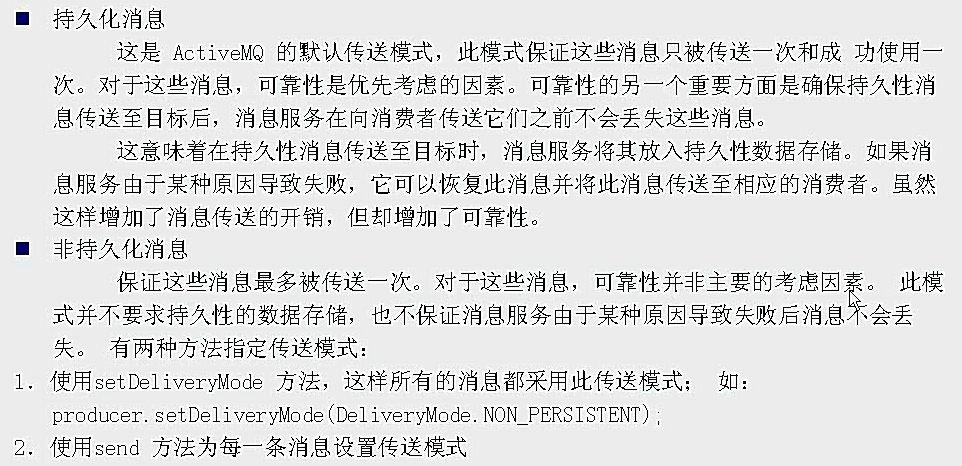 ■ 持久化消息
这是 ActiveMQ 的默认传送模式，此模式保证这些消息只被传送一次和成 功使用一
次。对于这些消息，可靠性是优先考虑的因素。可靠性的另一个重要方面是确保持久性消
息传送至目标后，消息服务在向消费者传送它们之前不会丢失这些消息。
这意味着在持久性消息传送至目标时，消息服务将其放入持久性数据存储。如果消
息服务由于某种原因导致失败，它可以恢复此消息并将此消息传送至相应的消费者。虽然
这样增加了消息传送的开销，但却增加了可靠性。
■ 非持久化消息
保证这些消息最多被传送一次。对于这些消息，可靠性并非主要的考虑因素。 此模
式并不要求持久性的数据存储，也不保证消息服务由于某种原因导致失败后消息不会丢
失。 有两种方法指定传送模式：
1. 使用setDeliveryMode 方法，这样所有的消息都采用此传送模式； 如：
producer.setDeliveryMode(DeliveryMode.NON_PERSISTENT);
2. 使用send 方法为每一条消息设置传送模式